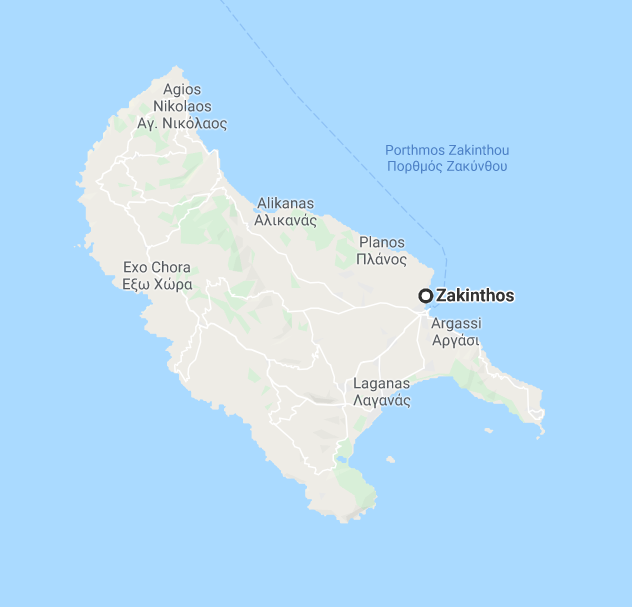 Agios
Nikolaos
Αγ. Νικόλαος
Porthmos Zakinthou
Πορθμός Ζακύνθου
Alikanas
Αλικανάς
Planos
Πλάνος
Exo Chora
Εξω Χώρα
Zakinthos
Argassi
Αργάσι
Laganas
Λαγανάς